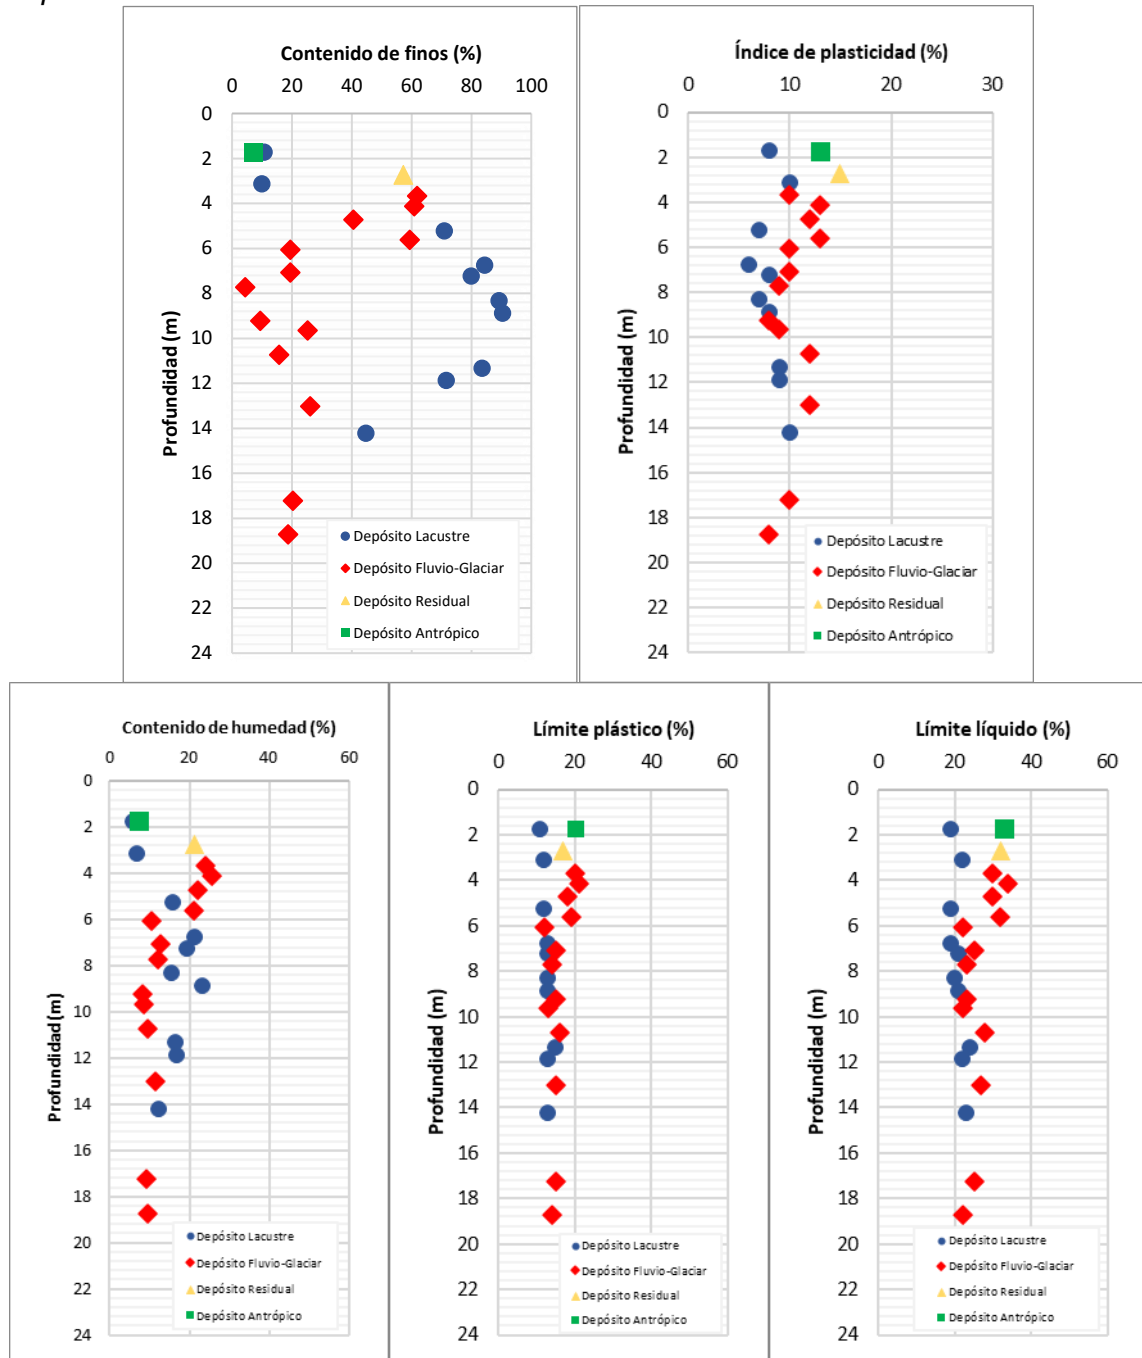 Contenido de finos (%)
0 20 40 60 80 100
0
2
4
6
8
10
12
14
16
18
20
22
24
Profundidad (m)
Depósito Lacustre
Depósito Fluvio-Glaciar
Depósito Residual
Depósito Antrópico
Índice de plasticidad (%)
0 10 20 30
0
2
4
6
8
10
12
14
16
18
20
22
24
Profundidad (m)
Depósito Lacustre
Depósito Fluvio-Glaciar
Depósito Residual
Depósito Antrópico
Contenido de humedad (%)
0 20 40 60
0
2
4
6
8
10
12
14
16
18
20
22
24
Profundidad(m)
Depósito Lacustre
Depósito Fluvio-Glaciar
Depósito Residual
Depósito Antrópico
Límite plástico (%)
0 20 40 60
0
2
4
6
8
10
12
14
16
18
20
22
24
Profundidad (m)
Depósito Lacustre
Depósito Fluvio-Glaciar
Depósito Residual
Depósito Antrópico
Límite líquido (%)
0 20 40 60
0
2
4
6
8
10
12
14
16
18
20
22
24
Profundidad (m)
Depósito Lacustre
Depósito Fluvio-Glaciar
Depósito Residual
Depósito Antrópico